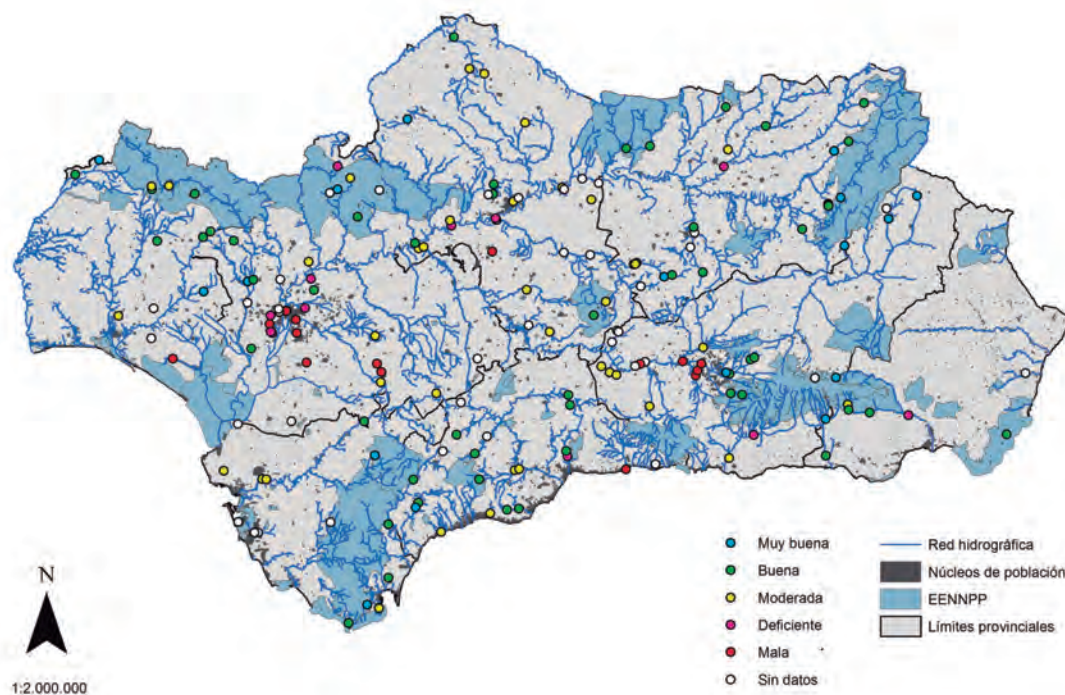 Muy buena
Buena
Moderada
Deficiente
Mala
Sin datos
Red hidrográfica
Núcleos de población
EENNPP
Límites provinciales
N
1:2.000.000